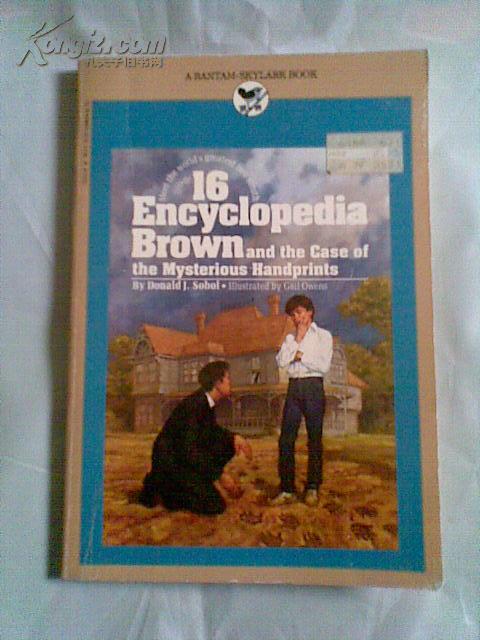 Kongfz.com
孔夫子旧书网
A BANTAM-SKYLARK BOOK
16
Encyclopedia
Brown and the Case of
the Mysterious Handprints
By Donald J. Sobol • Illustrated by Gail Owens